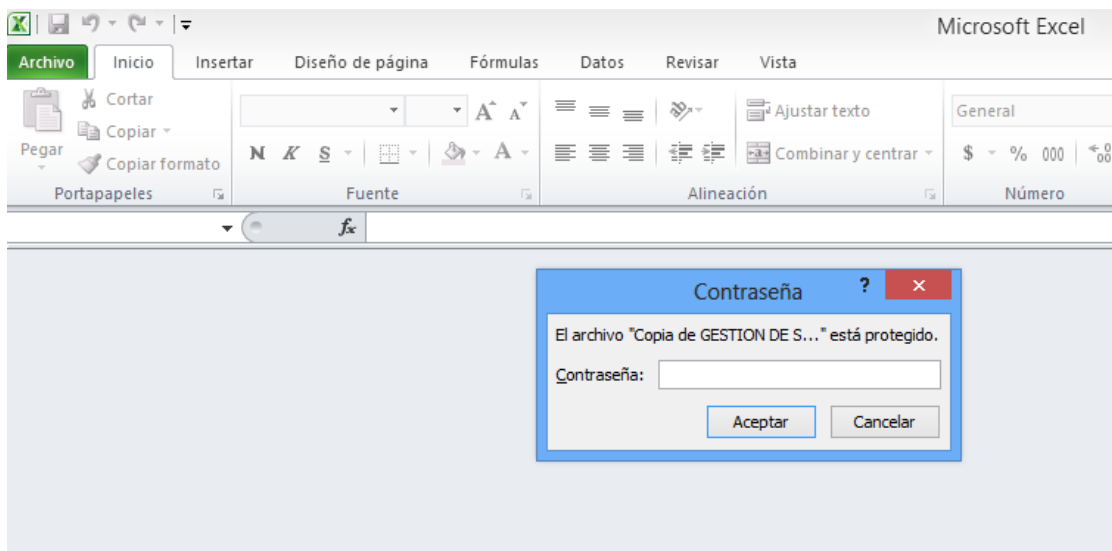 Microsoft Excel
Archivo Inicio Insertar Diseño de página Fórmulas Datos Revisar Vista
Cortar
Copiar
Copiar formato
Pegar
N K S A
A A
Ajustar texto
Combinar y centrar
General
$ % 000
Portapapeles Fuente Alineación Número
fx
Contraseña ?
El archivo "Copia de GESTION DE S..." está protegido.
Contraseña:
Aceptar Cancelar